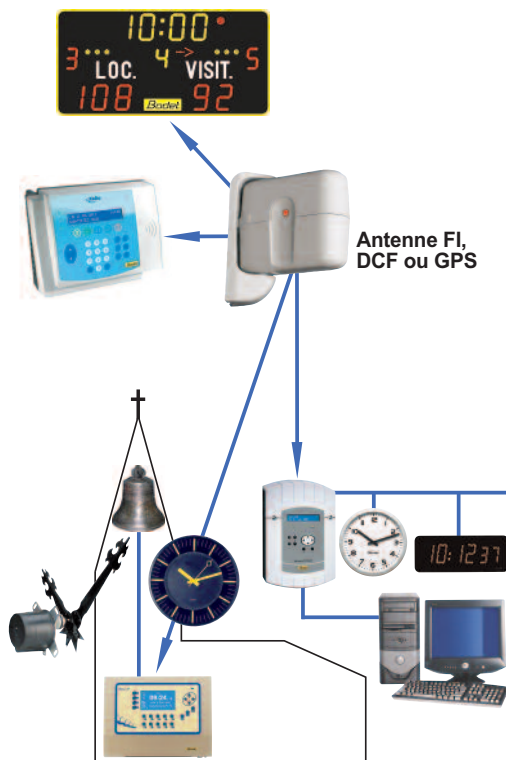 10:00
3 4 5
LOC. VISIT.
108 Bodet 92
Antenne FI,
DCF ou GPS
10:12 37